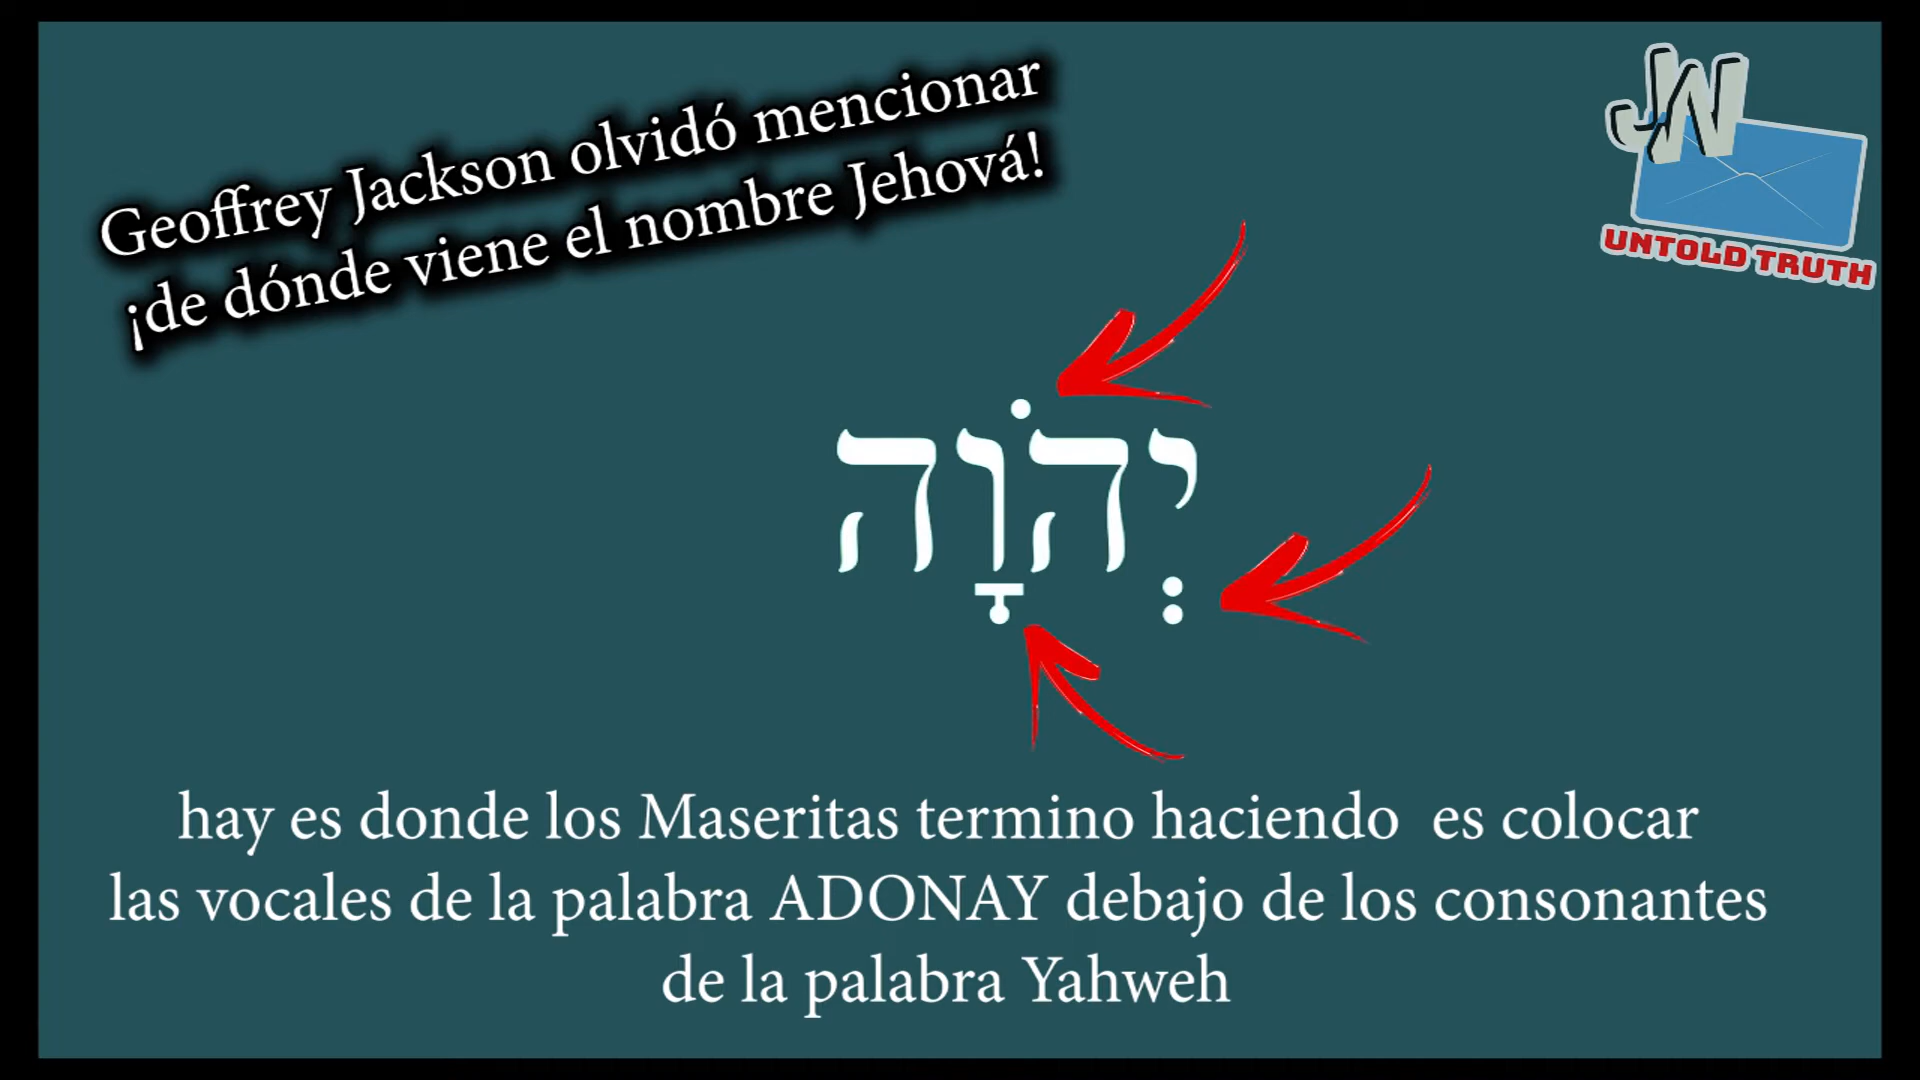 Geoffrey Jackson olvidó mencionar
¡de dónde viene el nombre Jehová!
JW
UNTOLD TRUTH
יְהֹוָה
hay es donde los Maseritas termino haciendo  es colocar
las vocales de la palabra ADONAY debajo de los consonantes
de la palabra Yahweh